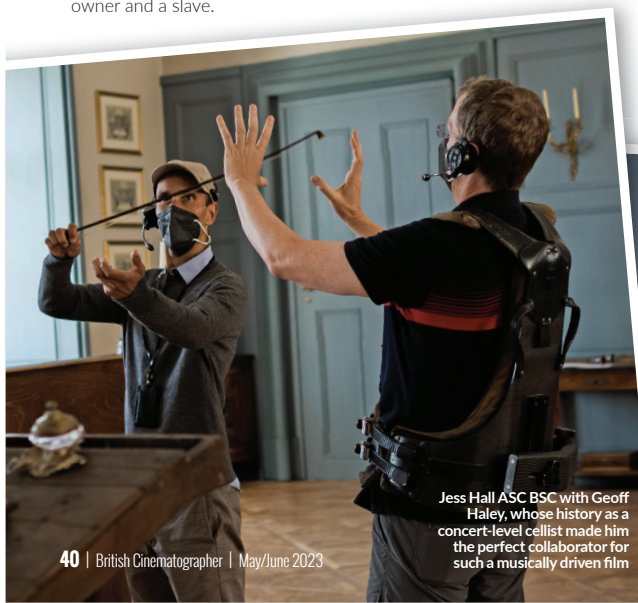 owner and a slave.
Jess Hall ASC BSC with Geoff
Haley, whose history as a
concert-level cellist made him
the perfect collaborator for
such a musically driven film
40 | British Cinematographer | May/June 2023